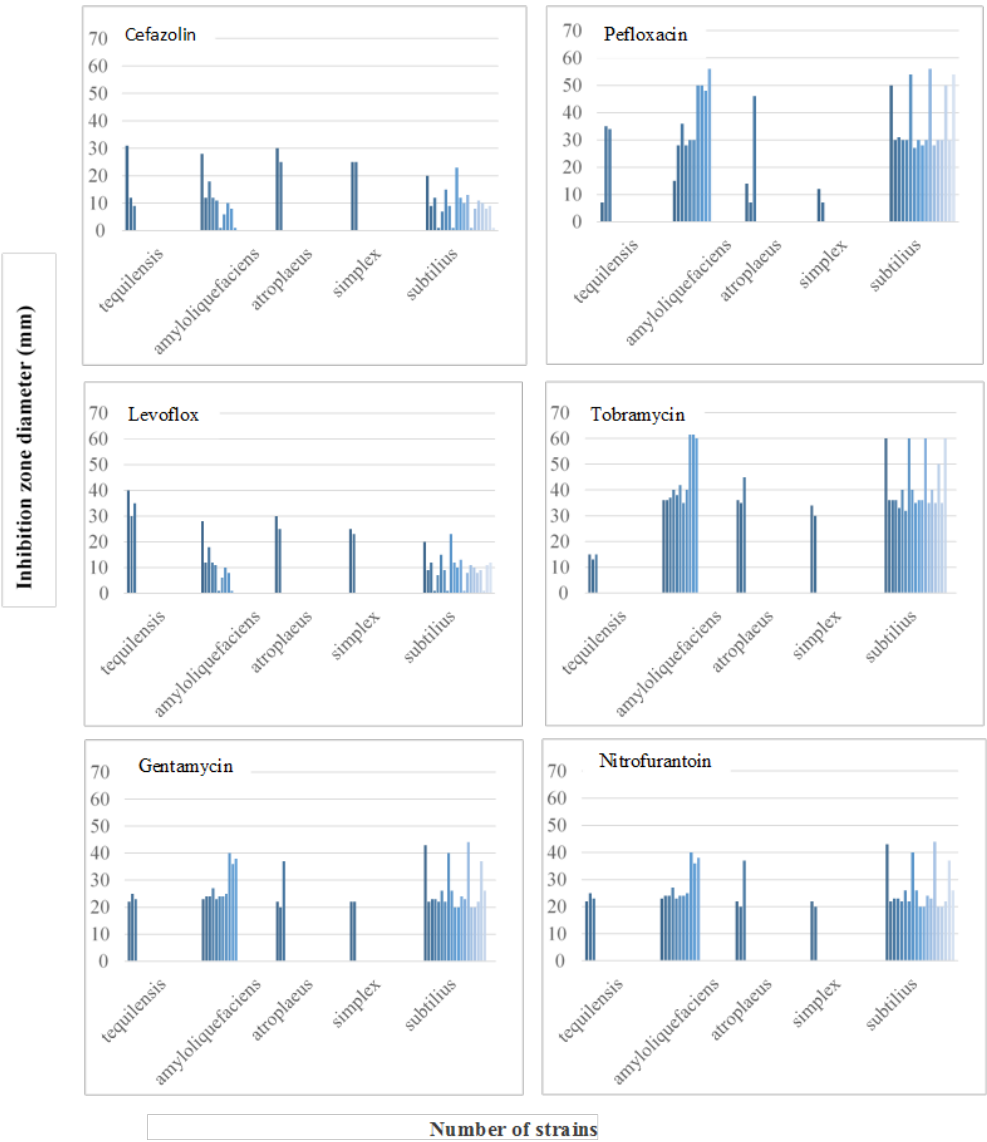 Inhibition zone diameter (mm)
Cefazolin
70
60
50
40
30
20
10
0
tequilensis
amyloliquefaciens
atroplaeus
simplex
subtilius
Pefloxacin
70
60
50
40
30
20
10
0
tequilensis
amyloliquefaciens
atroplaeus
simplex
subtilius
Levoflox
70
60
50
40
30
20
10
0
tequilensis
amyloliquefaciens
atroplaeus
simplex
subtilius
Tobramycin
70
60
50
40
30
20
10
0
tequilensis
amyloliquefaciens
atroplaeus
simplex
subtilius
Gentamycin
70
60
50
40
30
20
10
0
tequilensis
amyloliquefaciens
atroplaeus
simplex
subtilius
Nitrofurantoin
70
60
50
40
30
20
10
0
tequilensis
amyloliquefaciens
atroplaeus
simplex
subtilius
Number of strains